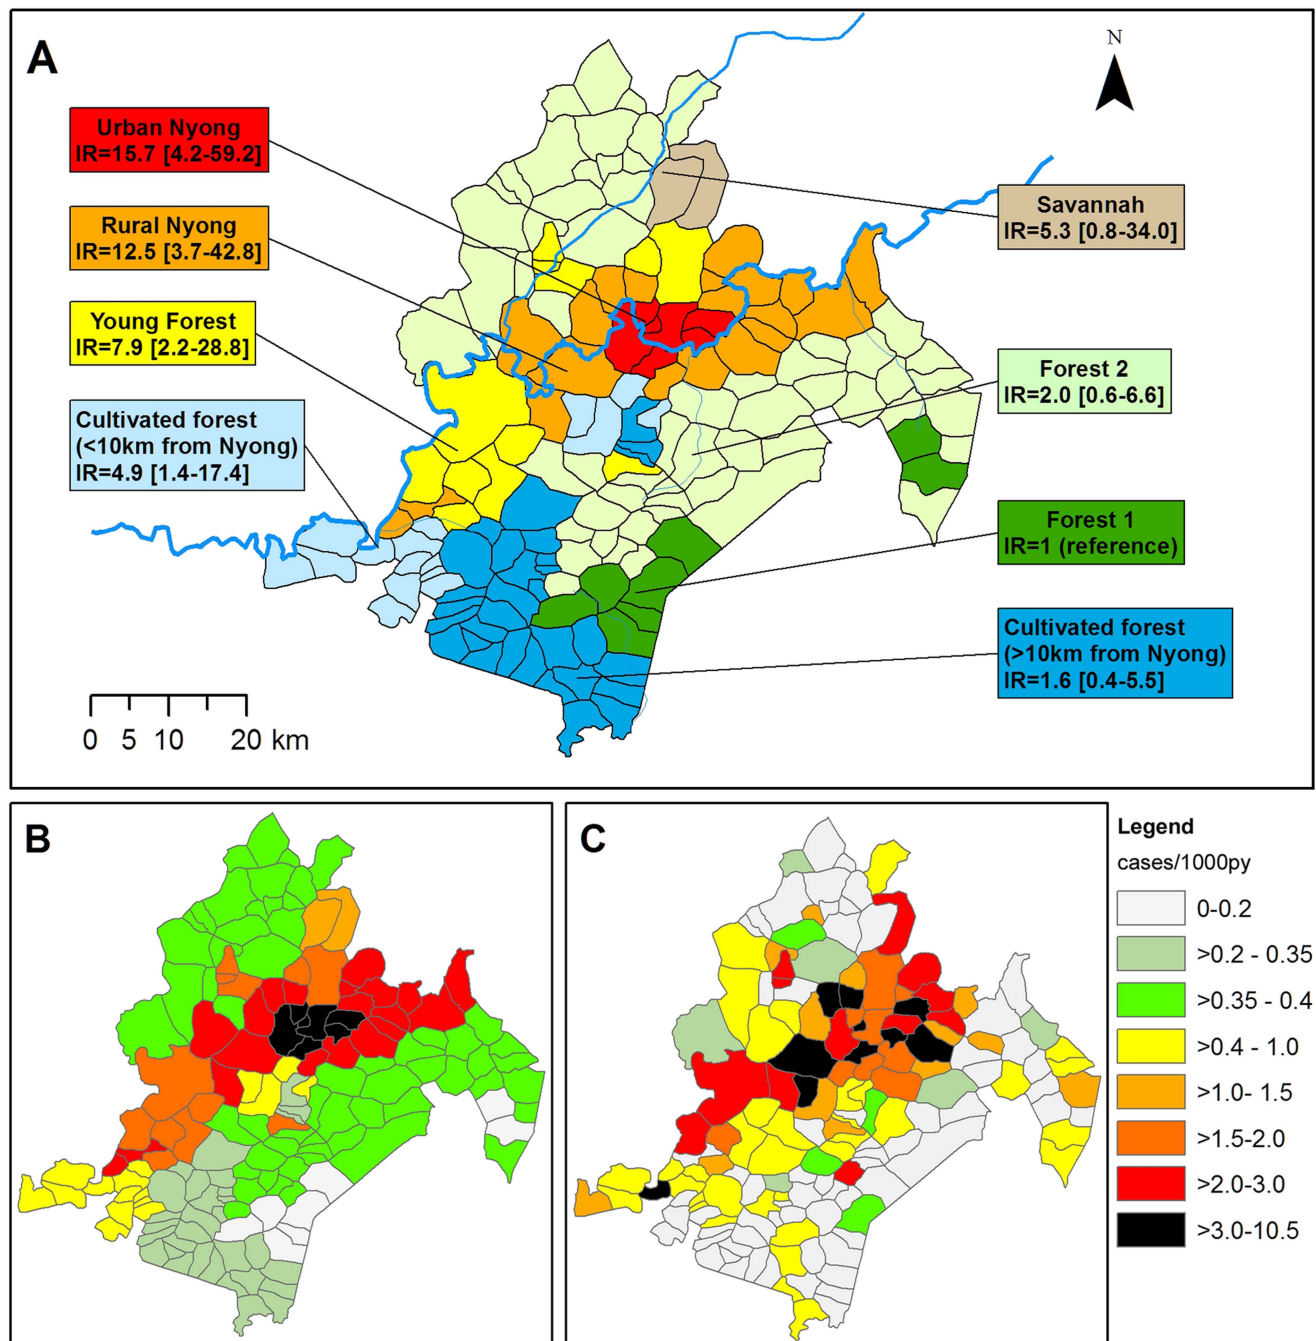 A
N
Urban Nyong
IR=15.7 [4.2-59.2]
Rural Nyong
IR=12.5 [3.7-42.8]
Young Forest
IR=7.9 [2.2-28.8]
Cultivated forest
(<10km from Nyong)
IR=4.9 [1.4-17.4]
Savannah
IR=5.3 [0.8-34.0]
Forest 2
IR=2.0 [0.6-6.6]
Forest 1
IR=1 (reference)
Cultivated forest
(>10km from Nyong)
IR=1.6 [0.4-5.5]
0 5 10 20 km
B
C
Legend
cases/1000py
0-0.2
>0.2 - 0.35
>0.35 - 0.4
>0.4 - 1.0
>1.0- 1.5
>1.5-2.0
>2.0-3.0
>3.0-10.5